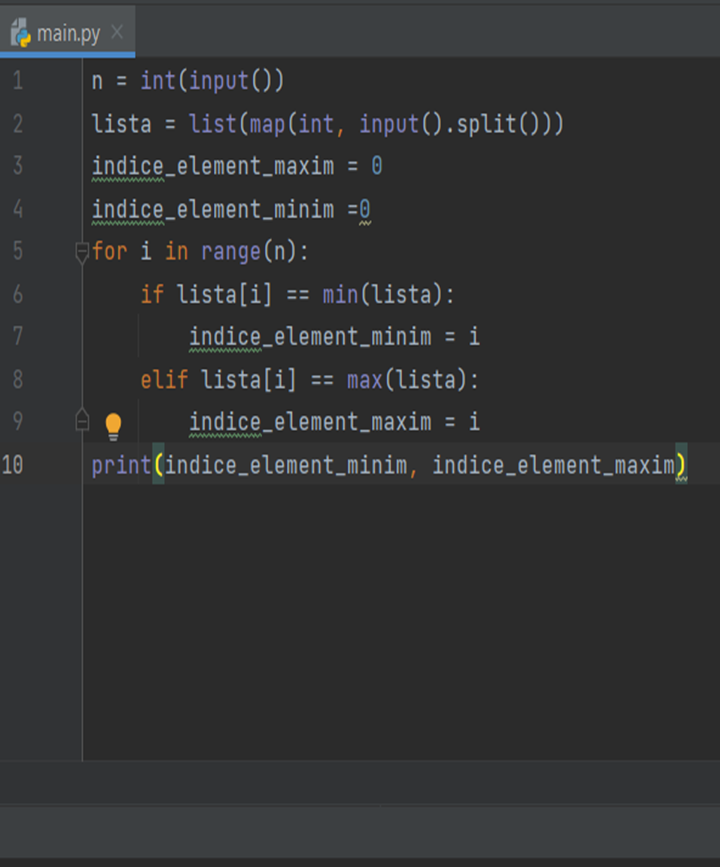 main.py
1 n = int(input())
2 lista = list(map(int, input().split()))
3 indice_element_maxim = 0
4 indice_element_minim =0
5 for i in range(n):
6     if lista[i] == min(lista):
7         indice_element_minim = i
8     elif lista[i] == max(lista):
9         indice_element_maxim = i
10 print(indice_element_minim, indice_element_maxim)